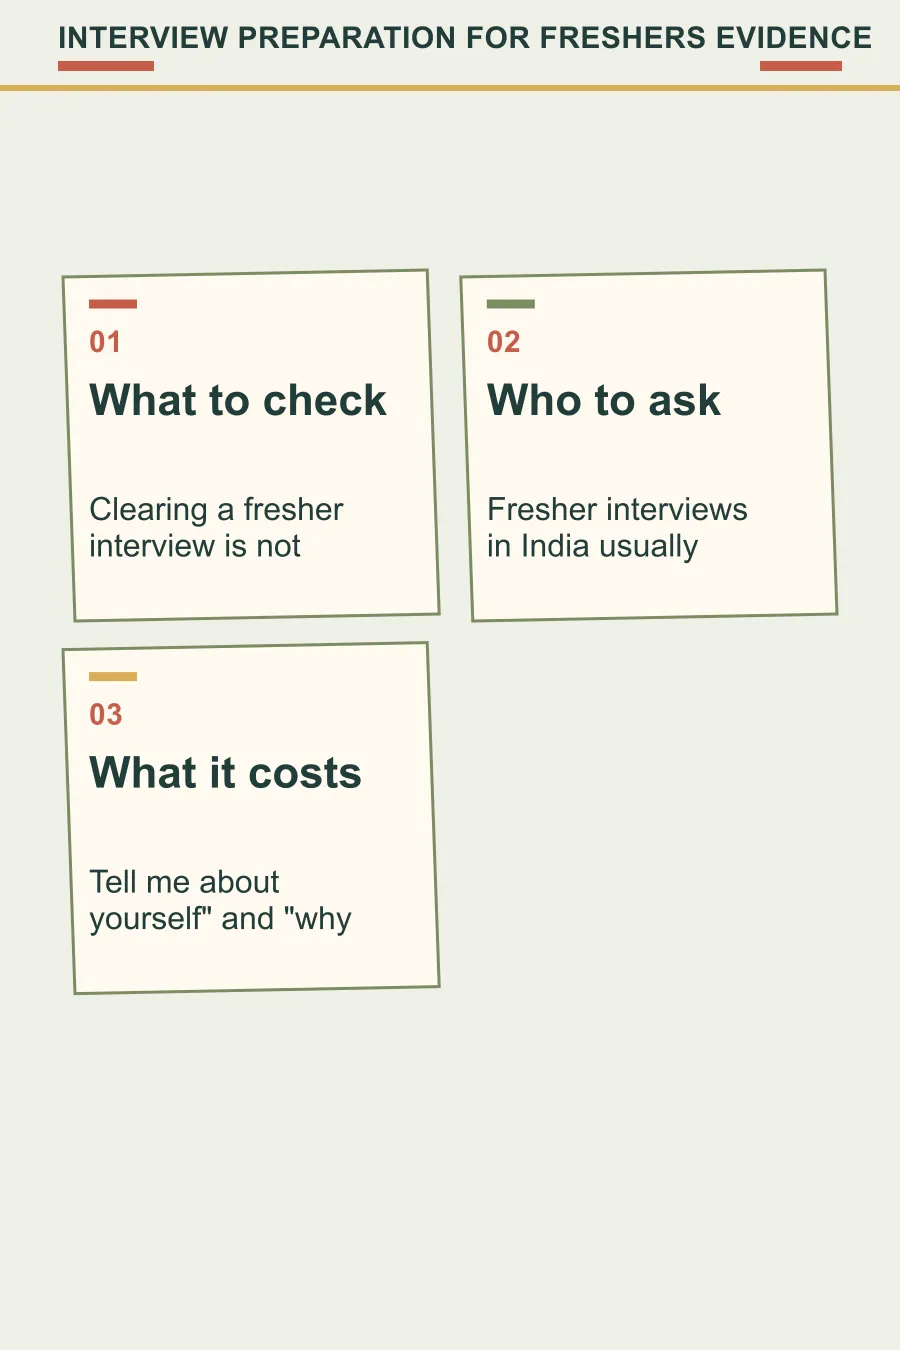 INTERVIEW PREPARATION FOR FRESHERS EVIDENCE
01
What to check
Clearing a fresher
interview is not
02
Who to ask
Fresher interviews
in India usually
03
What it costs
Tell me about
yourself" and "why